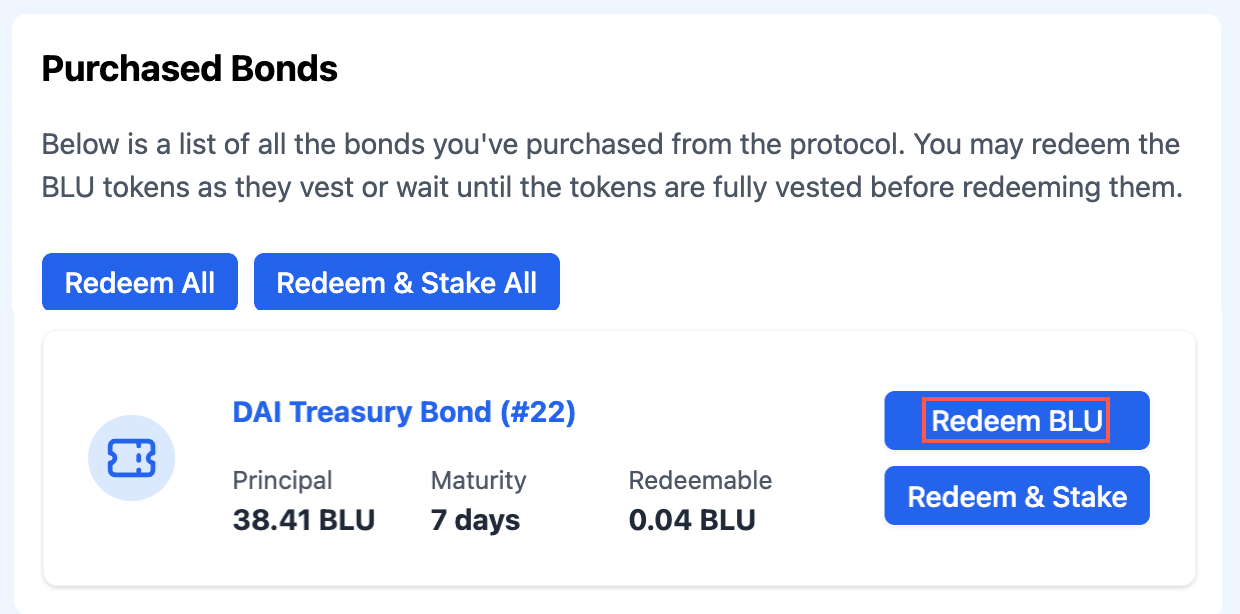 Purchased Bonds
Below is a list of all the bonds you've purchased from the protocol. You may redeem the
BLU tokens as they vest or wait until the tokens are fully vested before redeeming them.
Redeem All
Redeem & Stake All
DAI Treasury Bond (#22)
Principal
38.41 BLU
Maturity
7 days
Redeemable
0.04 BLU
Redeem BLU
Redeem & Stake